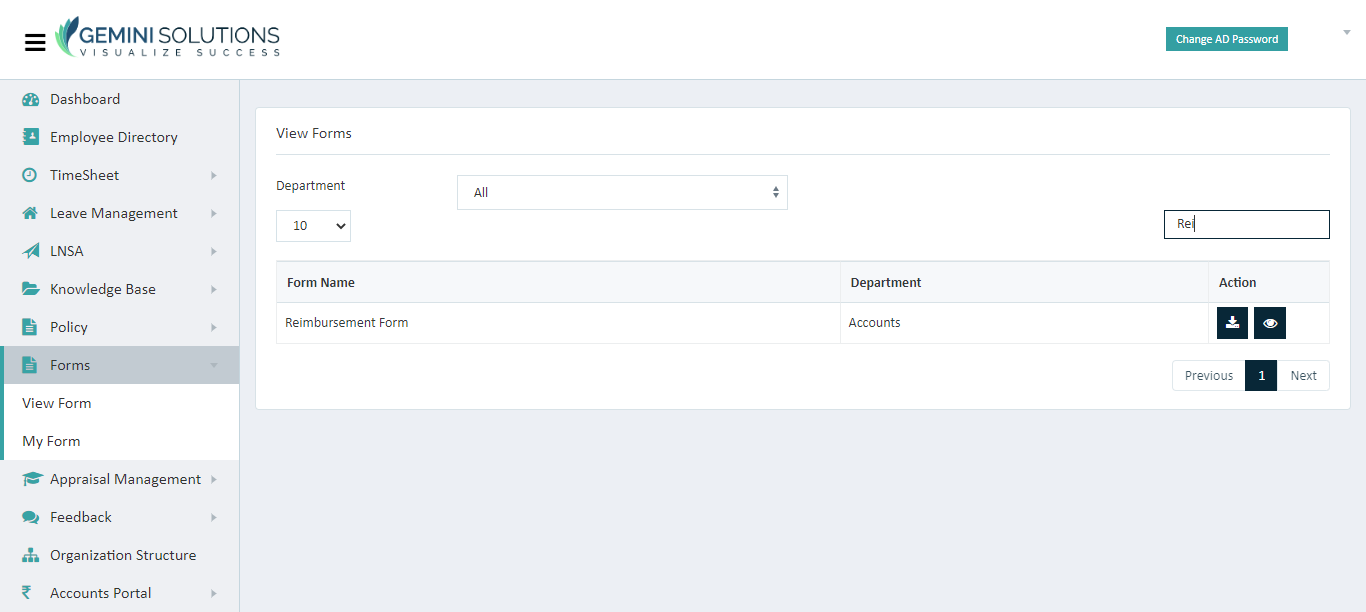 GEMINI SOLUTIONS
VISUALIZE SUCCESS
Change AD Password
Dashboard
Employee Directory
TimeSheet
Leave Management
LNSA
Knowledge Base
Policy
Forms
View Form
My Form
Appraisal Management
Feedback
Organization Structure
₹ Accounts Portal
View Forms
Department All
10 Rei
Form Name Department Action
Reimbursement Form Accounts
Previous 1 Next